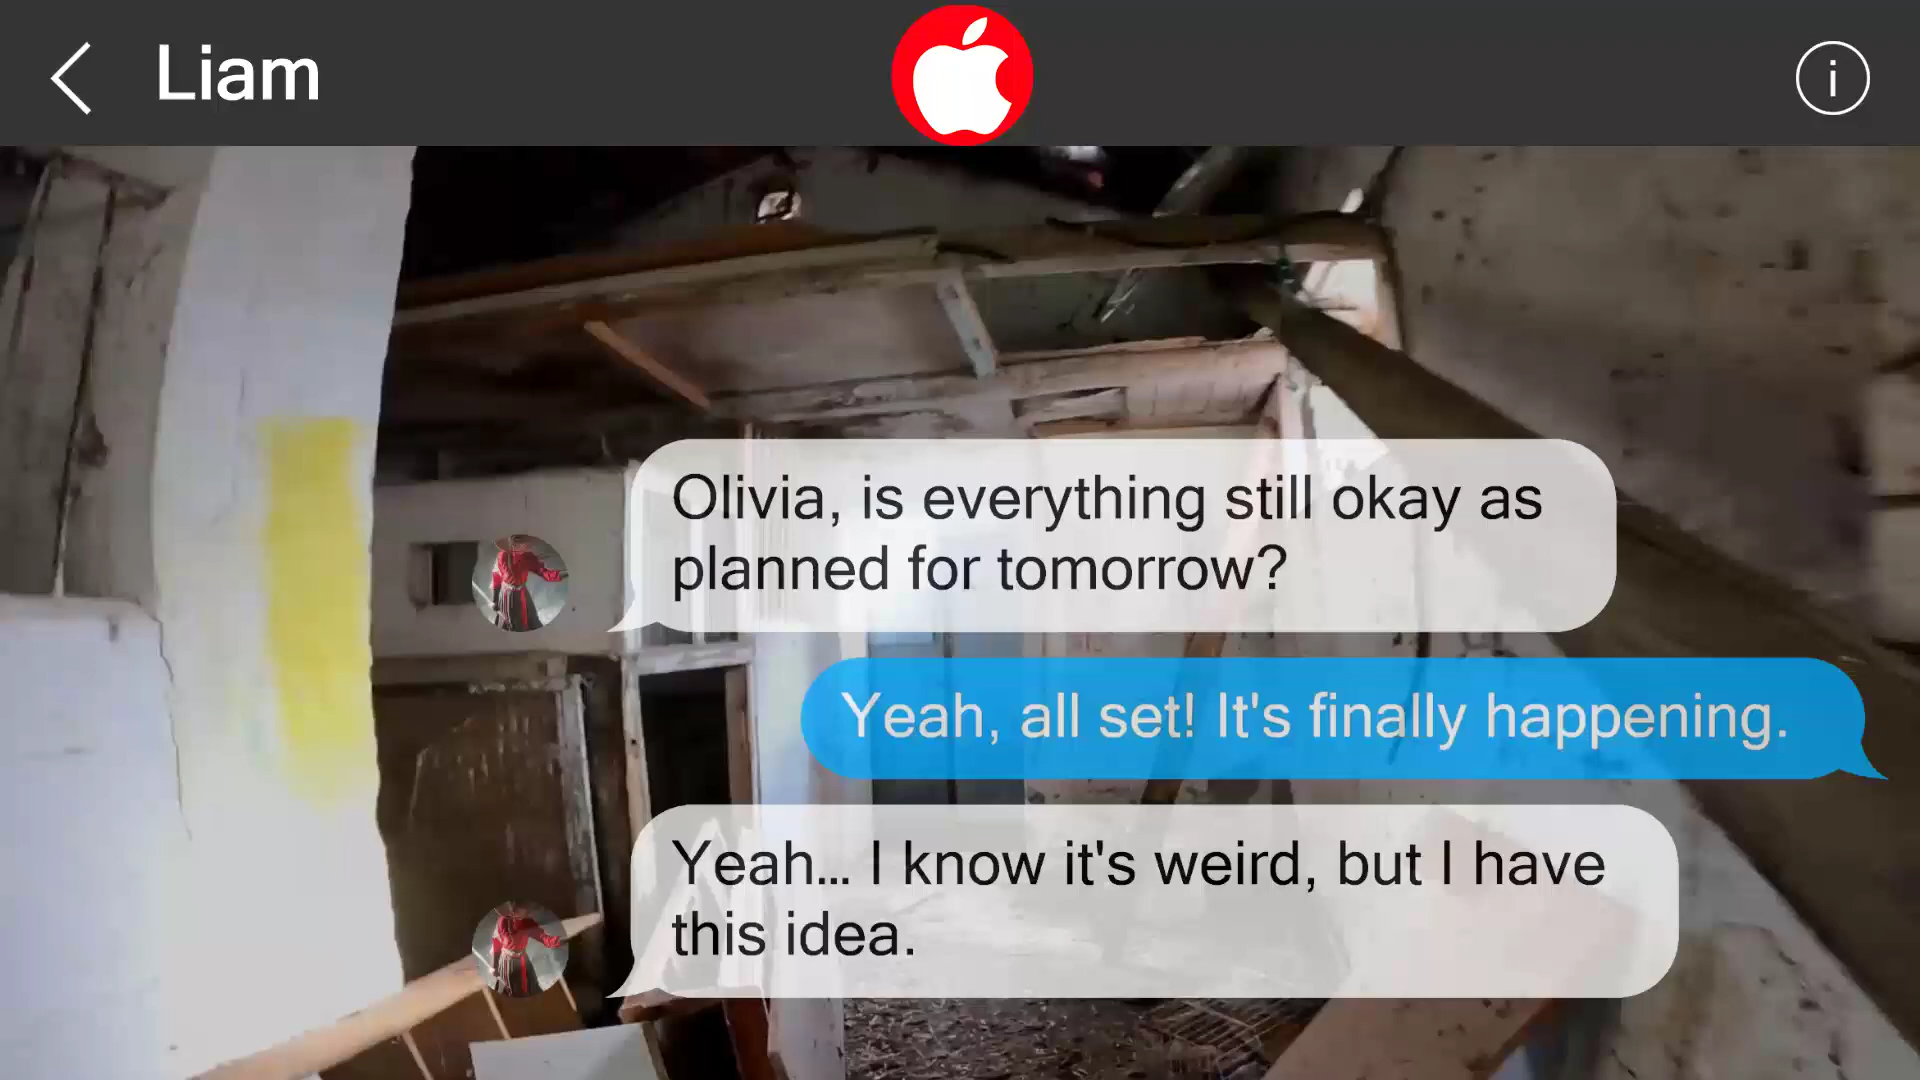 Liam
i
Olivia, is everything still okay as
planned for tomorrow?
Yeah, all set! It's finally happening.
Yeah... I know it's weird, but I have
this idea.